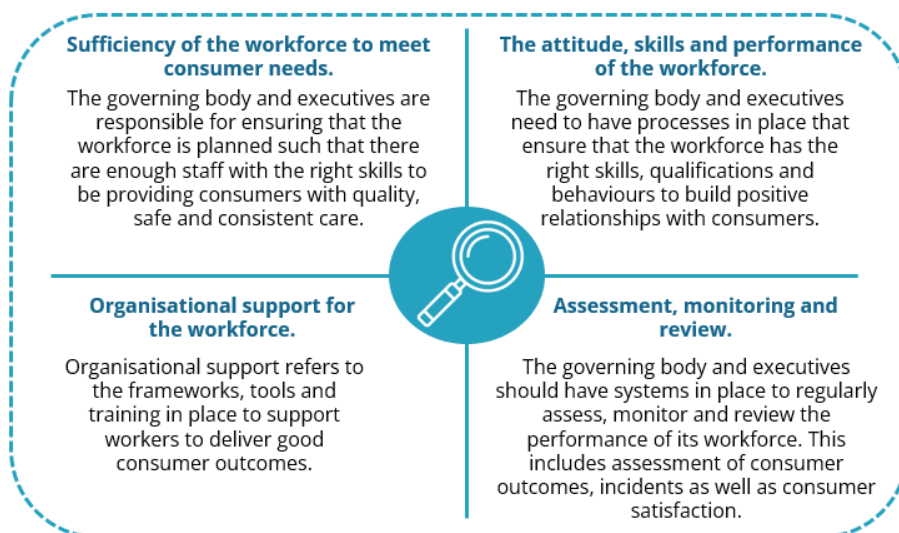 Sufficiency of the workforce to meet
consumer needs.
The governing body and executives are
responsible for ensuring that the
workforce is planned such that there
are enough staff with the right skills to
be providing consumers with quality,
safe and consistent care.
The attitude, skills and performance
of the workforce.
The governing body and executives
need to have processes in place that
ensure that the workforce has the
right skills, qualifications and
behaviours to build positive
relationships with consumers.
Organisational support for
the workforce.
Organisational support refers to
the frameworks, tools and
training in place to support
workers to deliver good
consumer outcomes.
Assessment, monitoring and
review.
The governing body and executives
should have systems in place to regularly
assess, monitor and review the
performance of its workforce. This
includes assessment of consumer
outcomes, incidents as well as consumer
satisfaction.